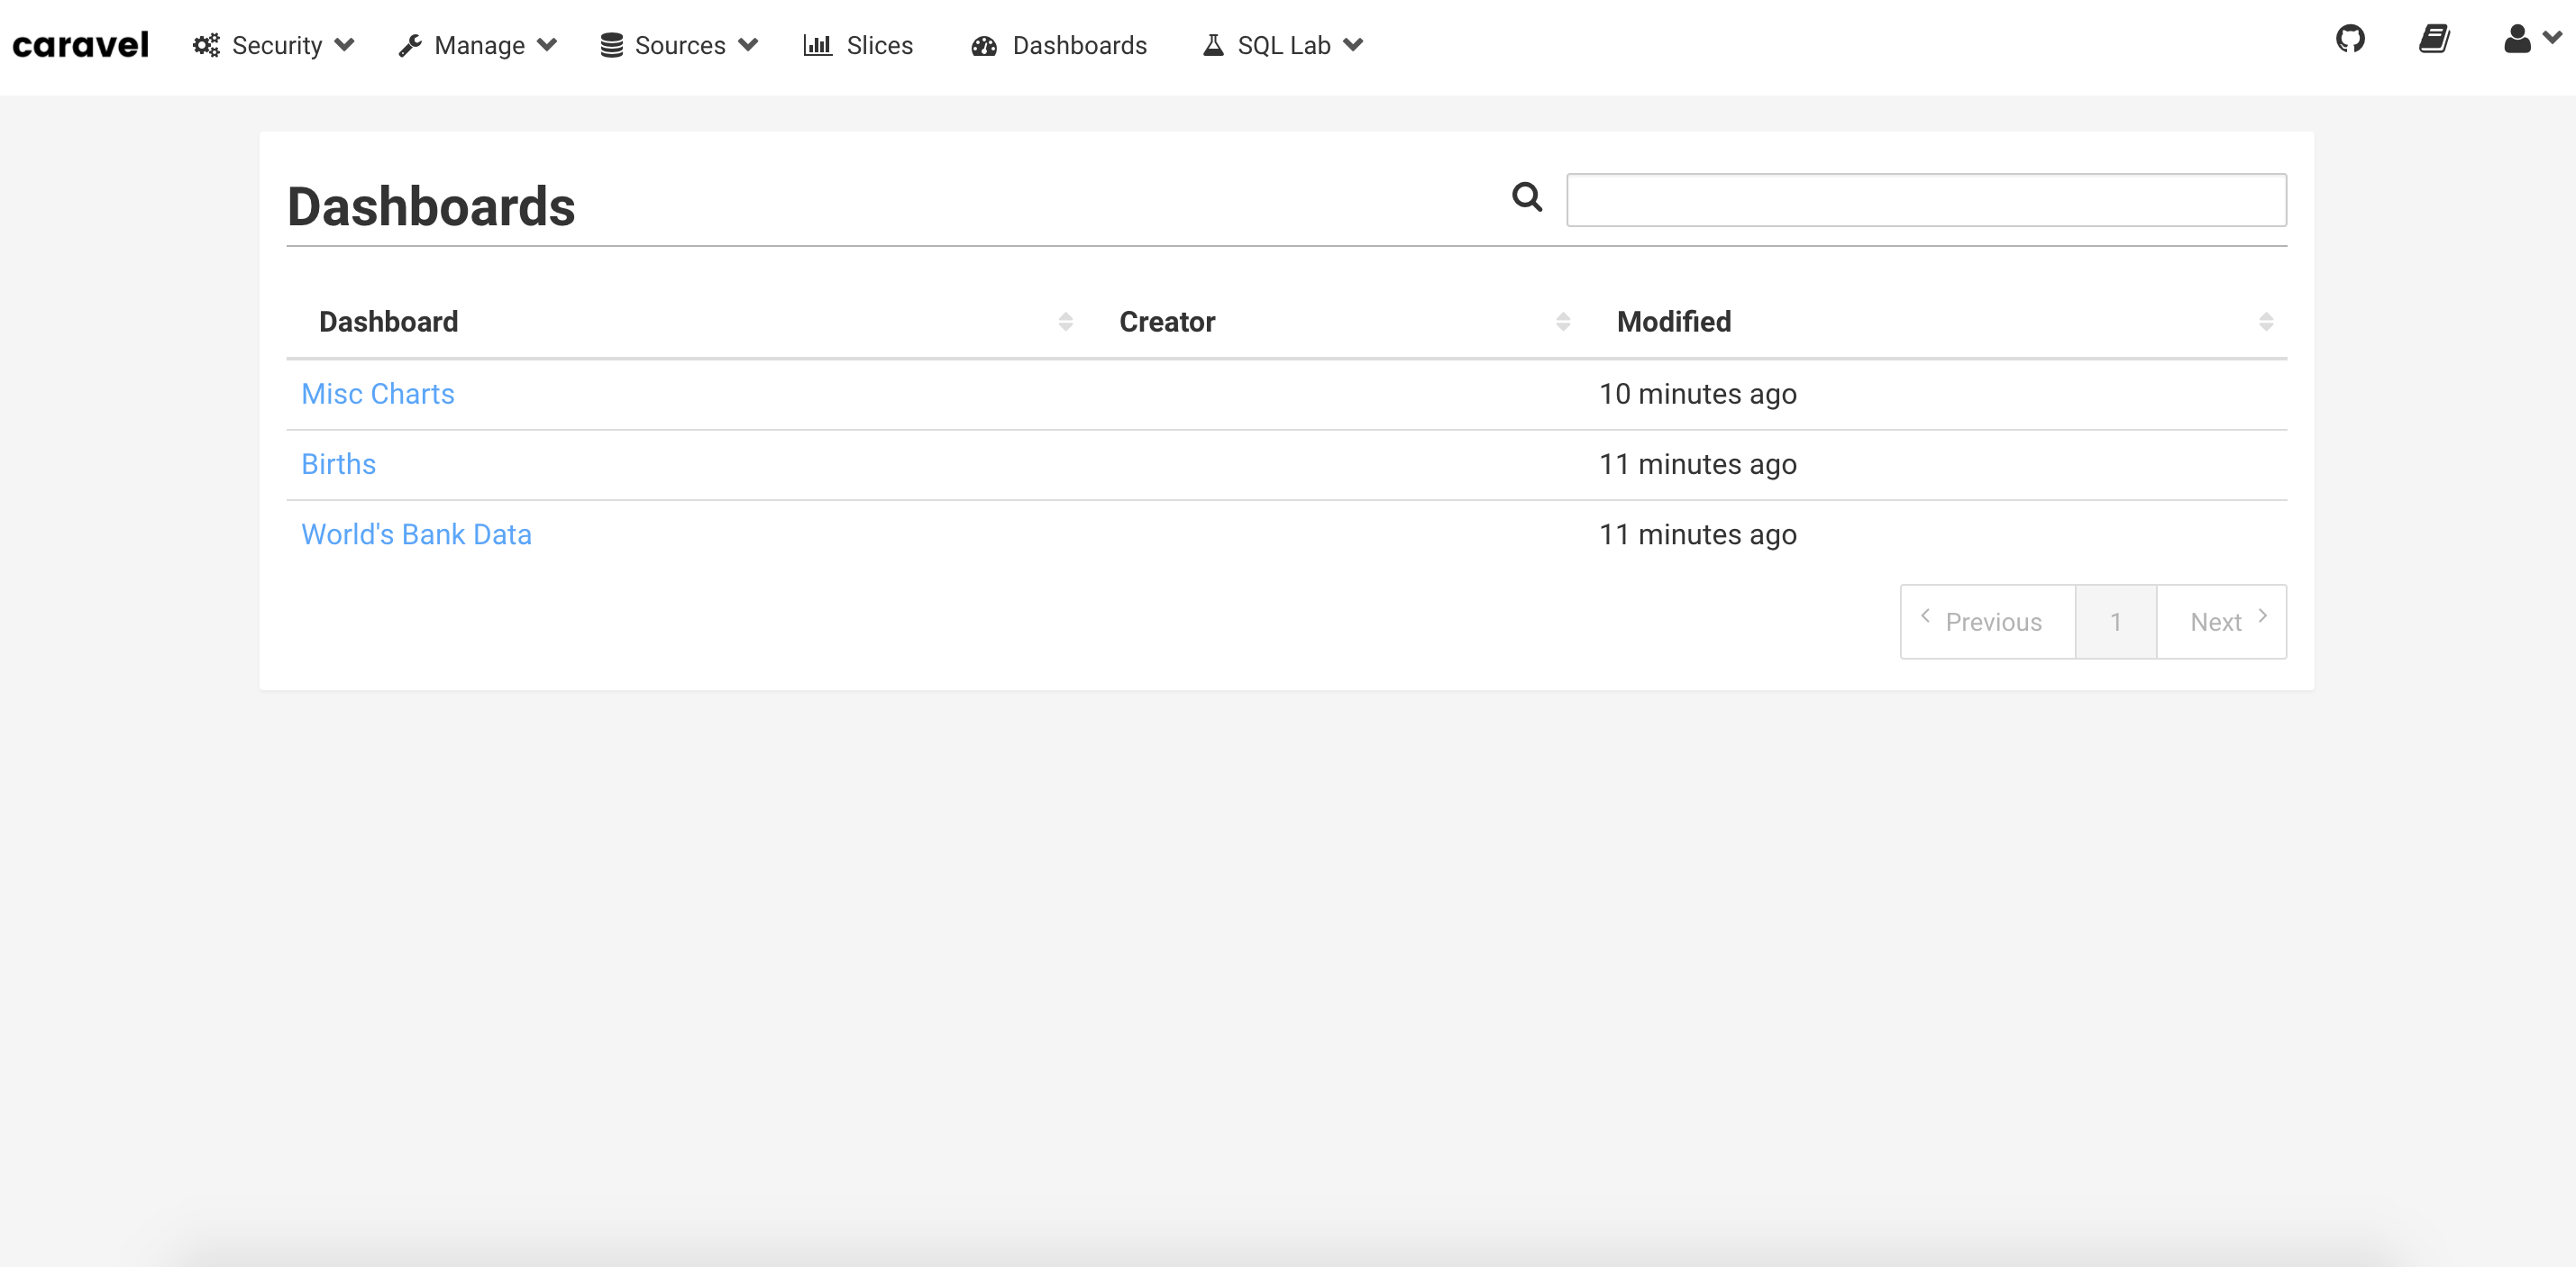 caravel Security Manage Sources Slices Dashboards SQL Lab
Dashboards
Dashboard Creator Modified
Misc Charts 10 minutes ago
Births 11 minutes ago
World's Bank Data 11 minutes ago
Previous 1 Next